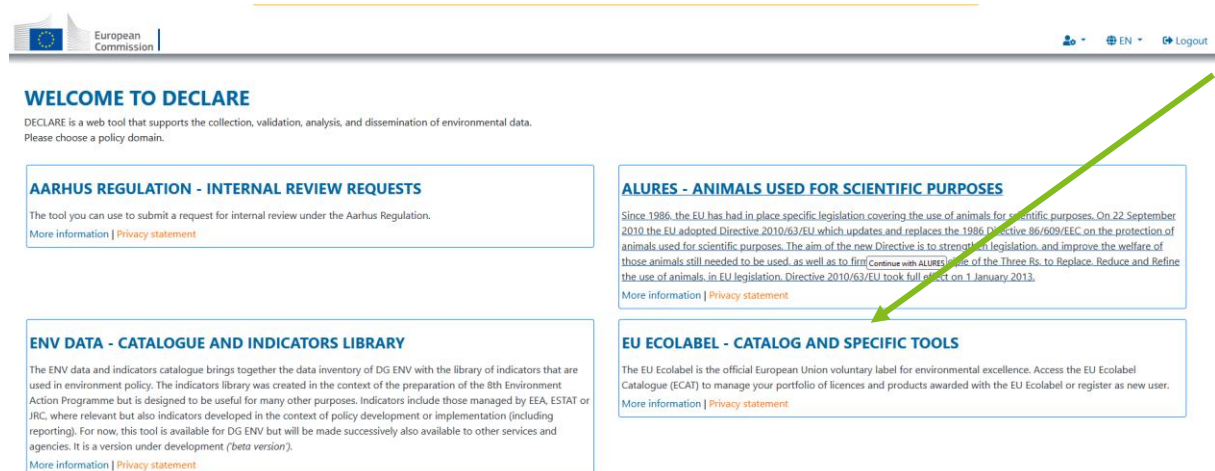 European
Commission
EN
Logout
WELCOME TO DECLARE
DECLARE is a web tool that supports the collection, validation, analysis, and dissemination of environmental data.
Please choose a policy domain.
AARHUS REGULATION - INTERNAL REVIEW REQUESTS
The tool you can use to submit a request for internal review under the Aarhus Regulation.
More information | Privacy statement
ALURES - ANIMALS USED FOR SCIENTIFIC PURPOSES
Since 1986, the EU has had in place specific legislation covering the use of animals for scientific purposes. On 22 September
2010 the EU adopted Directive 2010/63/EU which updates and replaces the 1986 Directive 86/609/EEC on the protection of
animals used for scientific purposes. The aim of the new Directive is to strengthen legislation, and improve the welfare of
those animals still needed to be used, as well as to firm Continue with ALURES of the Three Rs, to Replace, Reduce and Refine
the use of animals, in EU legislation. Directive 2010/63/EU took full effect on 1 January 2013.
More information | Privacy statement
ENV DATA - CATALOGUE AND INDICATORS LIBRARY
The ENV data and indicators catalogue brings together the data inventory of DG ENV with the library of indicators that are
used in environment policy. The indicators library was created in the context of the preparation of the 8th Environment
Action Programme but is designed to be useful for many other purposes. Indicators include those managed by EEA, ESTAT or
JRC, where relevant but also indicators developed in the context of policy development or implementation (including
reporting). For now, this tool is available for DG ENV but will be made successively also available to other services and
agencies. It is a version under development ('beta version').
More information | Privacy statement
EU ECOLABEL - CATALOG AND SPECIFIC TOOLS
The EU Ecolabel is the official European Union voluntary label for environmental excellence. Access the EU Ecolabel
Catalogue (ECAT) to manage your portfolio of licences and products awarded with the EU Ecolabel or register as new user.
More information | Privacy statement